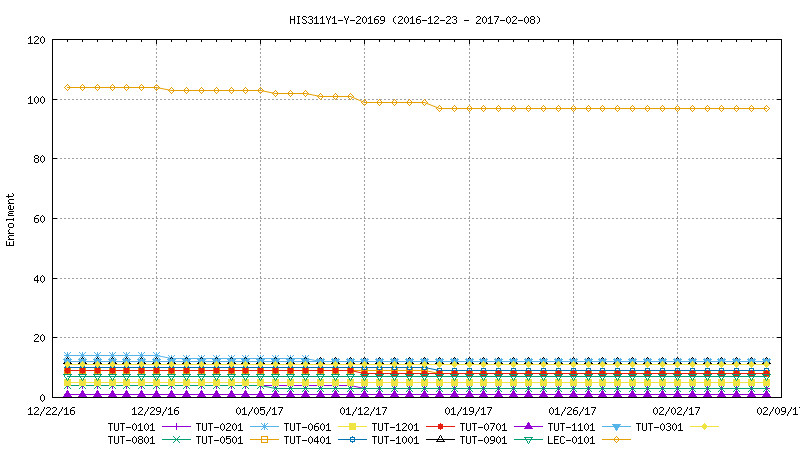 HIS311Y1-Y-20169 (2016-12-23 - 2017-02-08)
120
100
80
60
40
20
0
Enrolment
12/22/16 12/29/16 01/05/17 01/12/17 01/19/17 01/26/17 02/02/17 02/09/17
TUT-0101 TUT-0201 TUT-0601 TUT-1201 TUT-0701 TUT-1101 TUT-0301
TUT-0801 TUT-0501 TUT-0401 TUT-1001 TUT-0901 LEC-0101